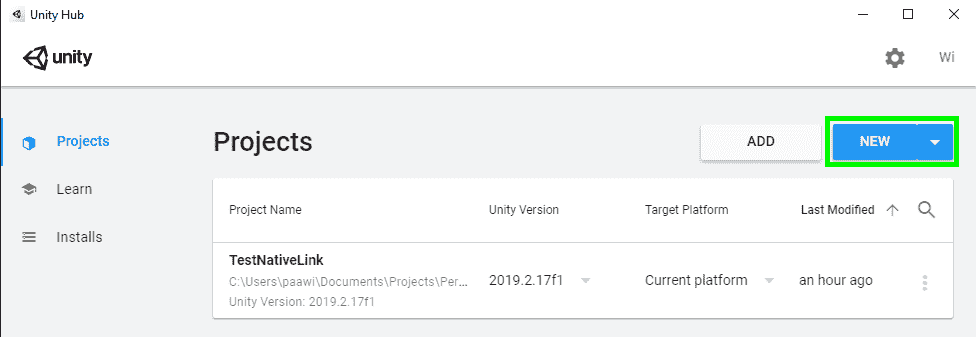 Unity Hub
unity
Wi
Projects
Learn
Installs
Projects
ADD
NEW
Project Name
Unity Version
Target Platform
Last Modified
TestNativeLink
C:\Users\paawi\Documents\Projects\Per...
Unity Version: 2019.2.17f1
2019.2.17f1
Current platform
an hour ago